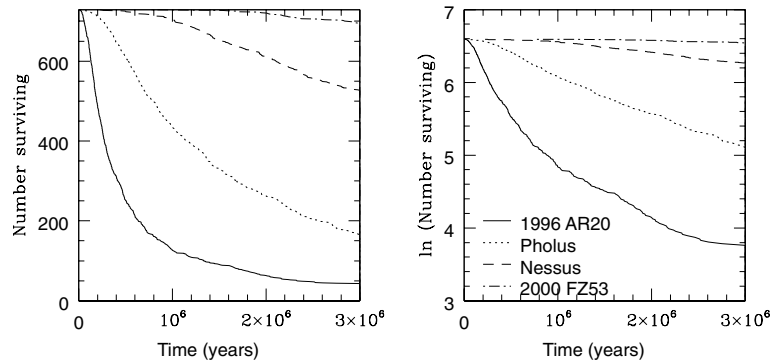 Number surviving
600
400
200
0
0
10⁶
2×10⁶
3×10⁶
Time (years)
ln (Number surviving)
7
6
5
4
3
1996 AR20
Pholus
Nessus
2000 FZ53
0
10⁶
2×10⁶
3×10⁶
Time (years)